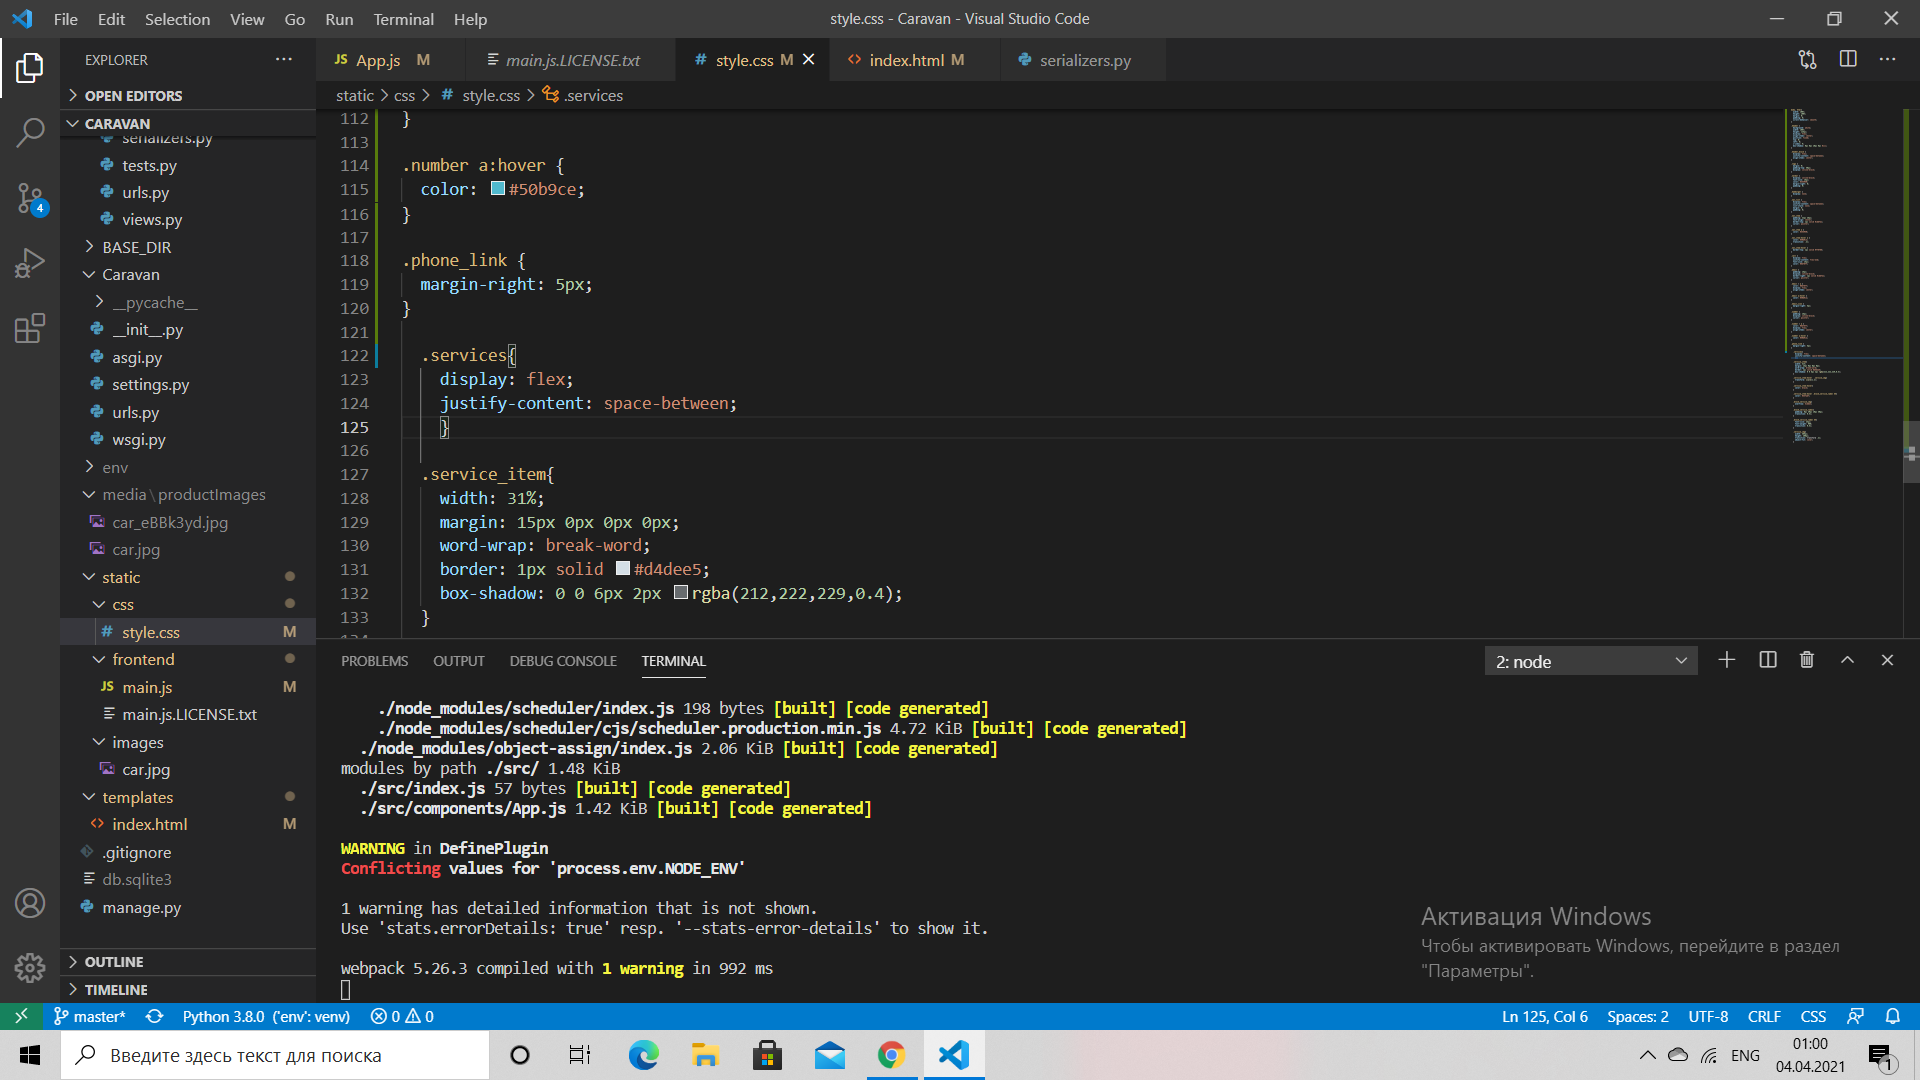 File Edit Selection View Go Run Terminal Help
style.css - Caravan - Visual Studio Code
EXPLORER
OPEN EDITORS
CARAVAN
serializers.py
tests.py
urls.py
views.py
BASE_DIR
Caravan
__pycache__
__init__.py
asgi.py
settings.py
urls.py
wsgi.py
env
media\productImages
car_eBBk3yd.jpg
car.jpg
static
css
# style.css M
frontend
JS main.js M
main.js.LICENSE.txt
images
car.jpg
templates
<> index.html M
.gitignore
db.sqlite3
manage.py
OUTLINE
TIMELINE
4
JS App.js M
main.js.LICENSE.txt
# style.css M
<> index.html M
serializers.py
static > css > # style.css > .services
112 }
113
114 .number a:hover {
115 color: #50b9ce;
116 }
117
118 .phone_link {
119 margin-right: 5px;
120 }
121
122 .services{
123 display: flex;
124 justify-content: space-between;
125 }
126
127 .service_item{
128 width: 31%;
129 margin: 15px 0px 0px 0px;
130 word-wrap: break-word;
131 border: 1px solid #d4dee5;
132 box-shadow: 0 0 6px 2px rgba(212,222,229,0.4);
133 }
PROBLEMS OUTPUT DEBUG CONSOLE TERMINAL
2: node
./node_modules/scheduler/index.js 198 bytes [built] [code generated]
./node_modules/scheduler/cjs/scheduler.production.min.js 4.72 KiB [built] [code generated]
./node_modules/object-assign/index.js 2.06 KiB [built] [code generated]
modules by path ./src/ 1.48 KiB
./src/index.js 57 bytes [built] [code generated]
./src/components/App.js 1.42 KiB [built] [code generated]
WARNING in DefinePlugin
Conflicting values for 'process.env.NODE_ENV'
1 warning has detailed information that is not shown.
Use 'stats.errorDetails: true' resp. '--stats-error-details' to show it.
webpack 5.26.3 compiled with 1 warning in 992 ms
Активация Windows
Чтобы активировать Windows, перейдите в раздел
"Параметры".
master* Python 3.8.0 ('env': venv) 0 0
Ln 125, Col 6 Spaces: 2 UTF-8 CRLF CSS
Введите здесь текст для поиска
ENG
01:00
04.04.2021
1